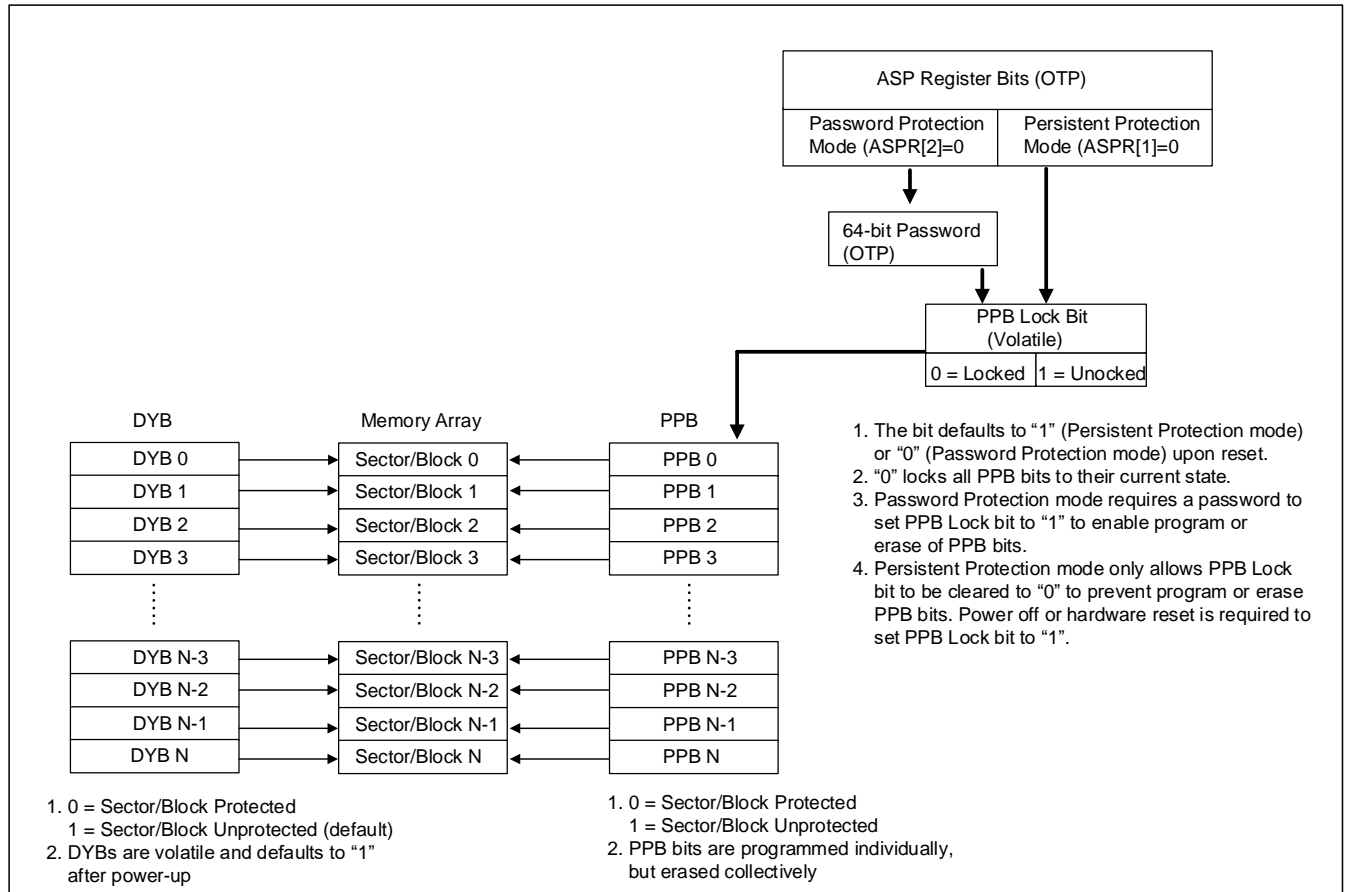 ASP Register Bits (OTP)
Password Protection
Mode (ASPR[2]=0
Persistent Protection
Mode (ASPR[1]=0
64-bit Password
(OTP)
PPB Lock Bit
(Volatile)
0 = Locked
1 = Unocked
DYB
Memory Array
PPB
DYB 0
Sector/Block 0
PPB 0
DYB 1
Sector/Block 1
PPB 1
DYB 2
Sector/Block 2
PPB 2
DYB 3
Sector/Block 3
PPB 3
DYB N-3
Sector/Block N-3
PPB N-3
DYB N-2
Sector/Block N-2
PPB N-2
DYB N-1
Sector/Block N-1
PPB N-1
DYB N
Sector/Block N
PPB N
1. The bit defaults to “1” (Persistent Protection mode)
or “0” (Password Protection mode) upon reset.
2. “0” locks all PPB bits to their current state.
3. Password Protection mode requires a password to
set PPB Lock bit to “1” to enable program or
erase of PPB bits.
4. Persistent Protection mode only allows PPB Lock
bit to be cleared to “0” to prevent program or erase
PPB bits. Power off or hardware reset is required to
set PPB Lock bit to “1”.
1. 0 = Sector/Block Protected
1 = Sector/Block Unprotected (default)
2. DYBs are volatile and defaults to “1”
after power-up
1. 0 = Sector/Block Protected
1 = Sector/Block Unprotected
2. PPB bits are programmed individually,
but erased collectively